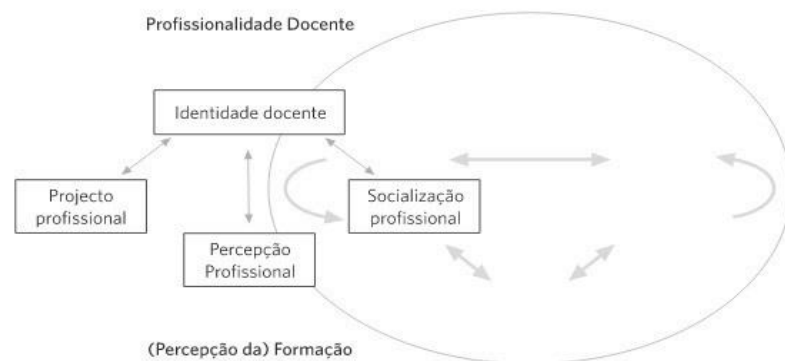 Profissionalidade Docente
Identidade docente
Projecto
profissional
Socialização
profissional
Percepção
Profissional
(Percepção da) Formação